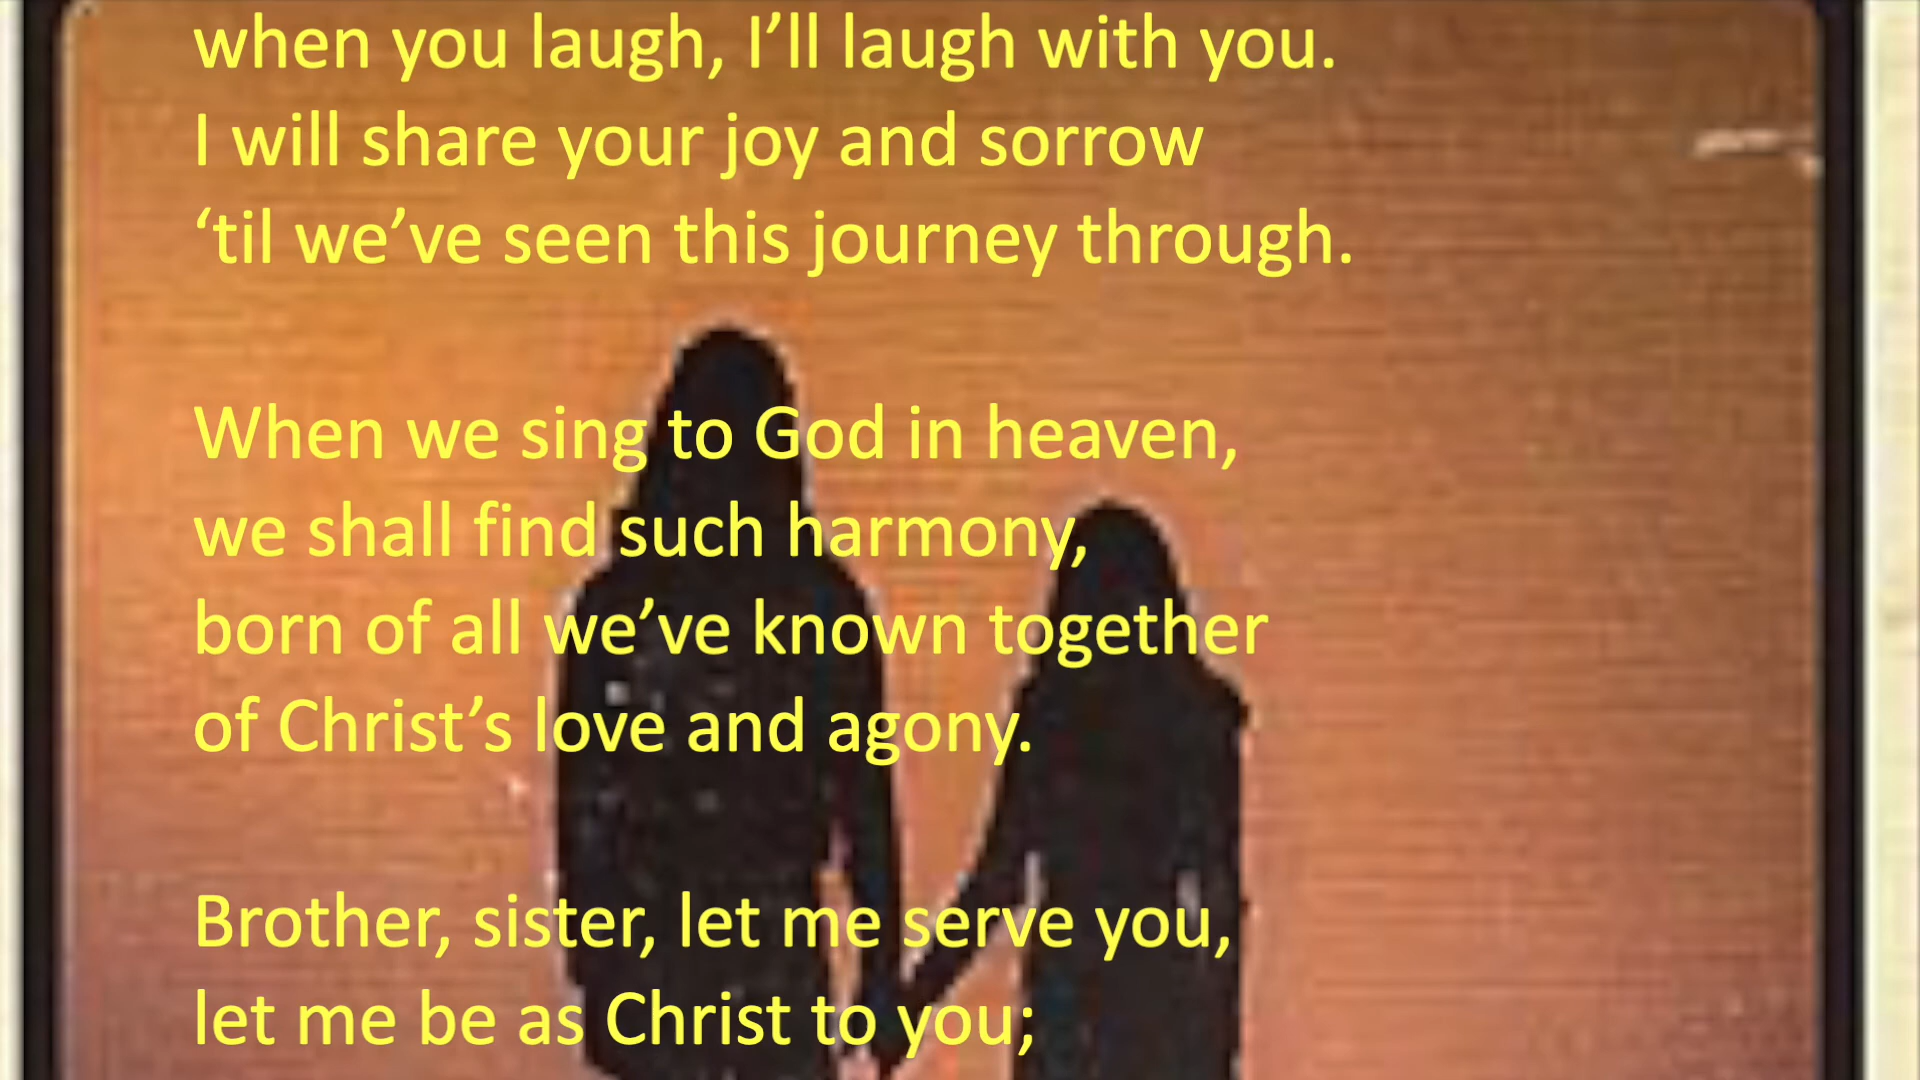 when you laugh, I’ll laugh with you.
I will share your joy and sorrow
‘til we’ve seen this journey through.
When we sing to God in heaven,
we shall find such harmony,
born of all we’ve known together
of Christ’s love and agony.
Brother, sister, let me serve you,
let me be as Christ to you;